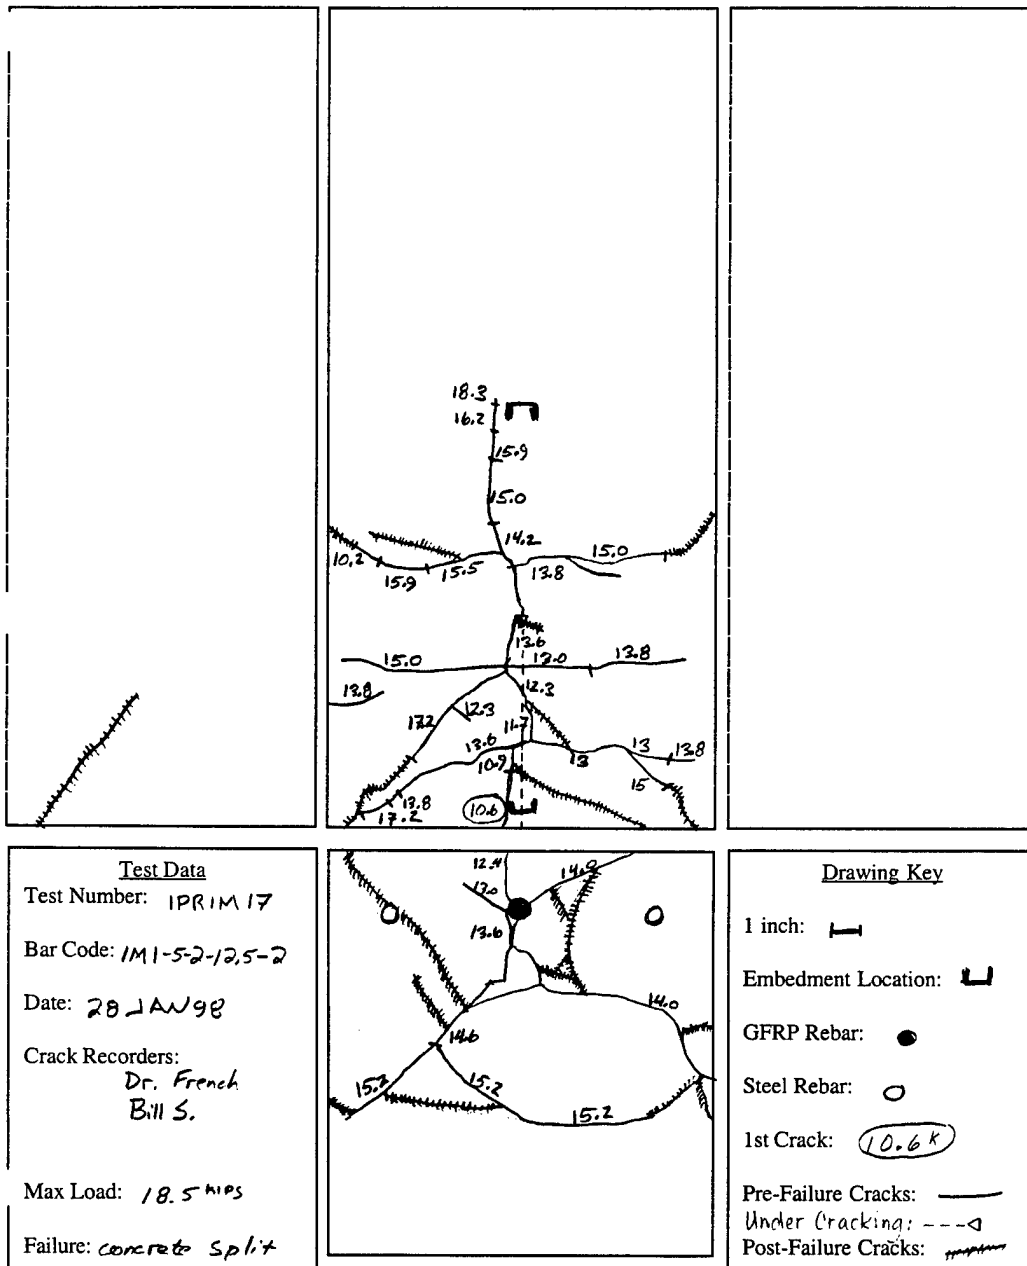 18.3
16.2
15.9
15.0
14.2
10.2
15.9
15.5
13.8
15.0
13.6
15.0
13.0
13.8
13.8
12.3
12.3
17.2
11.7
13.6
13
13
13.8
10.9
15
13.8
17.2
10.6
Test Data
Test Number: 1PRIM17
Bar Code: 1M1-5-2-12,5-2
Date: 28 JAN 98
Crack Recorders:
Dr. French
Bill S.
Max Load: 18.5 KIPS
Failure: concrete split
12.4
14.9
13.0
13.6
14.0
14.6
15.2
15.2
15.2
Drawing Key
1 inch:
Embedment Location:
GFRP Rebar:
Steel Rebar:
1st Crack: 10.6 K
Pre-Failure Cracks:
Under Cracking:
Post-Failure Cracks: